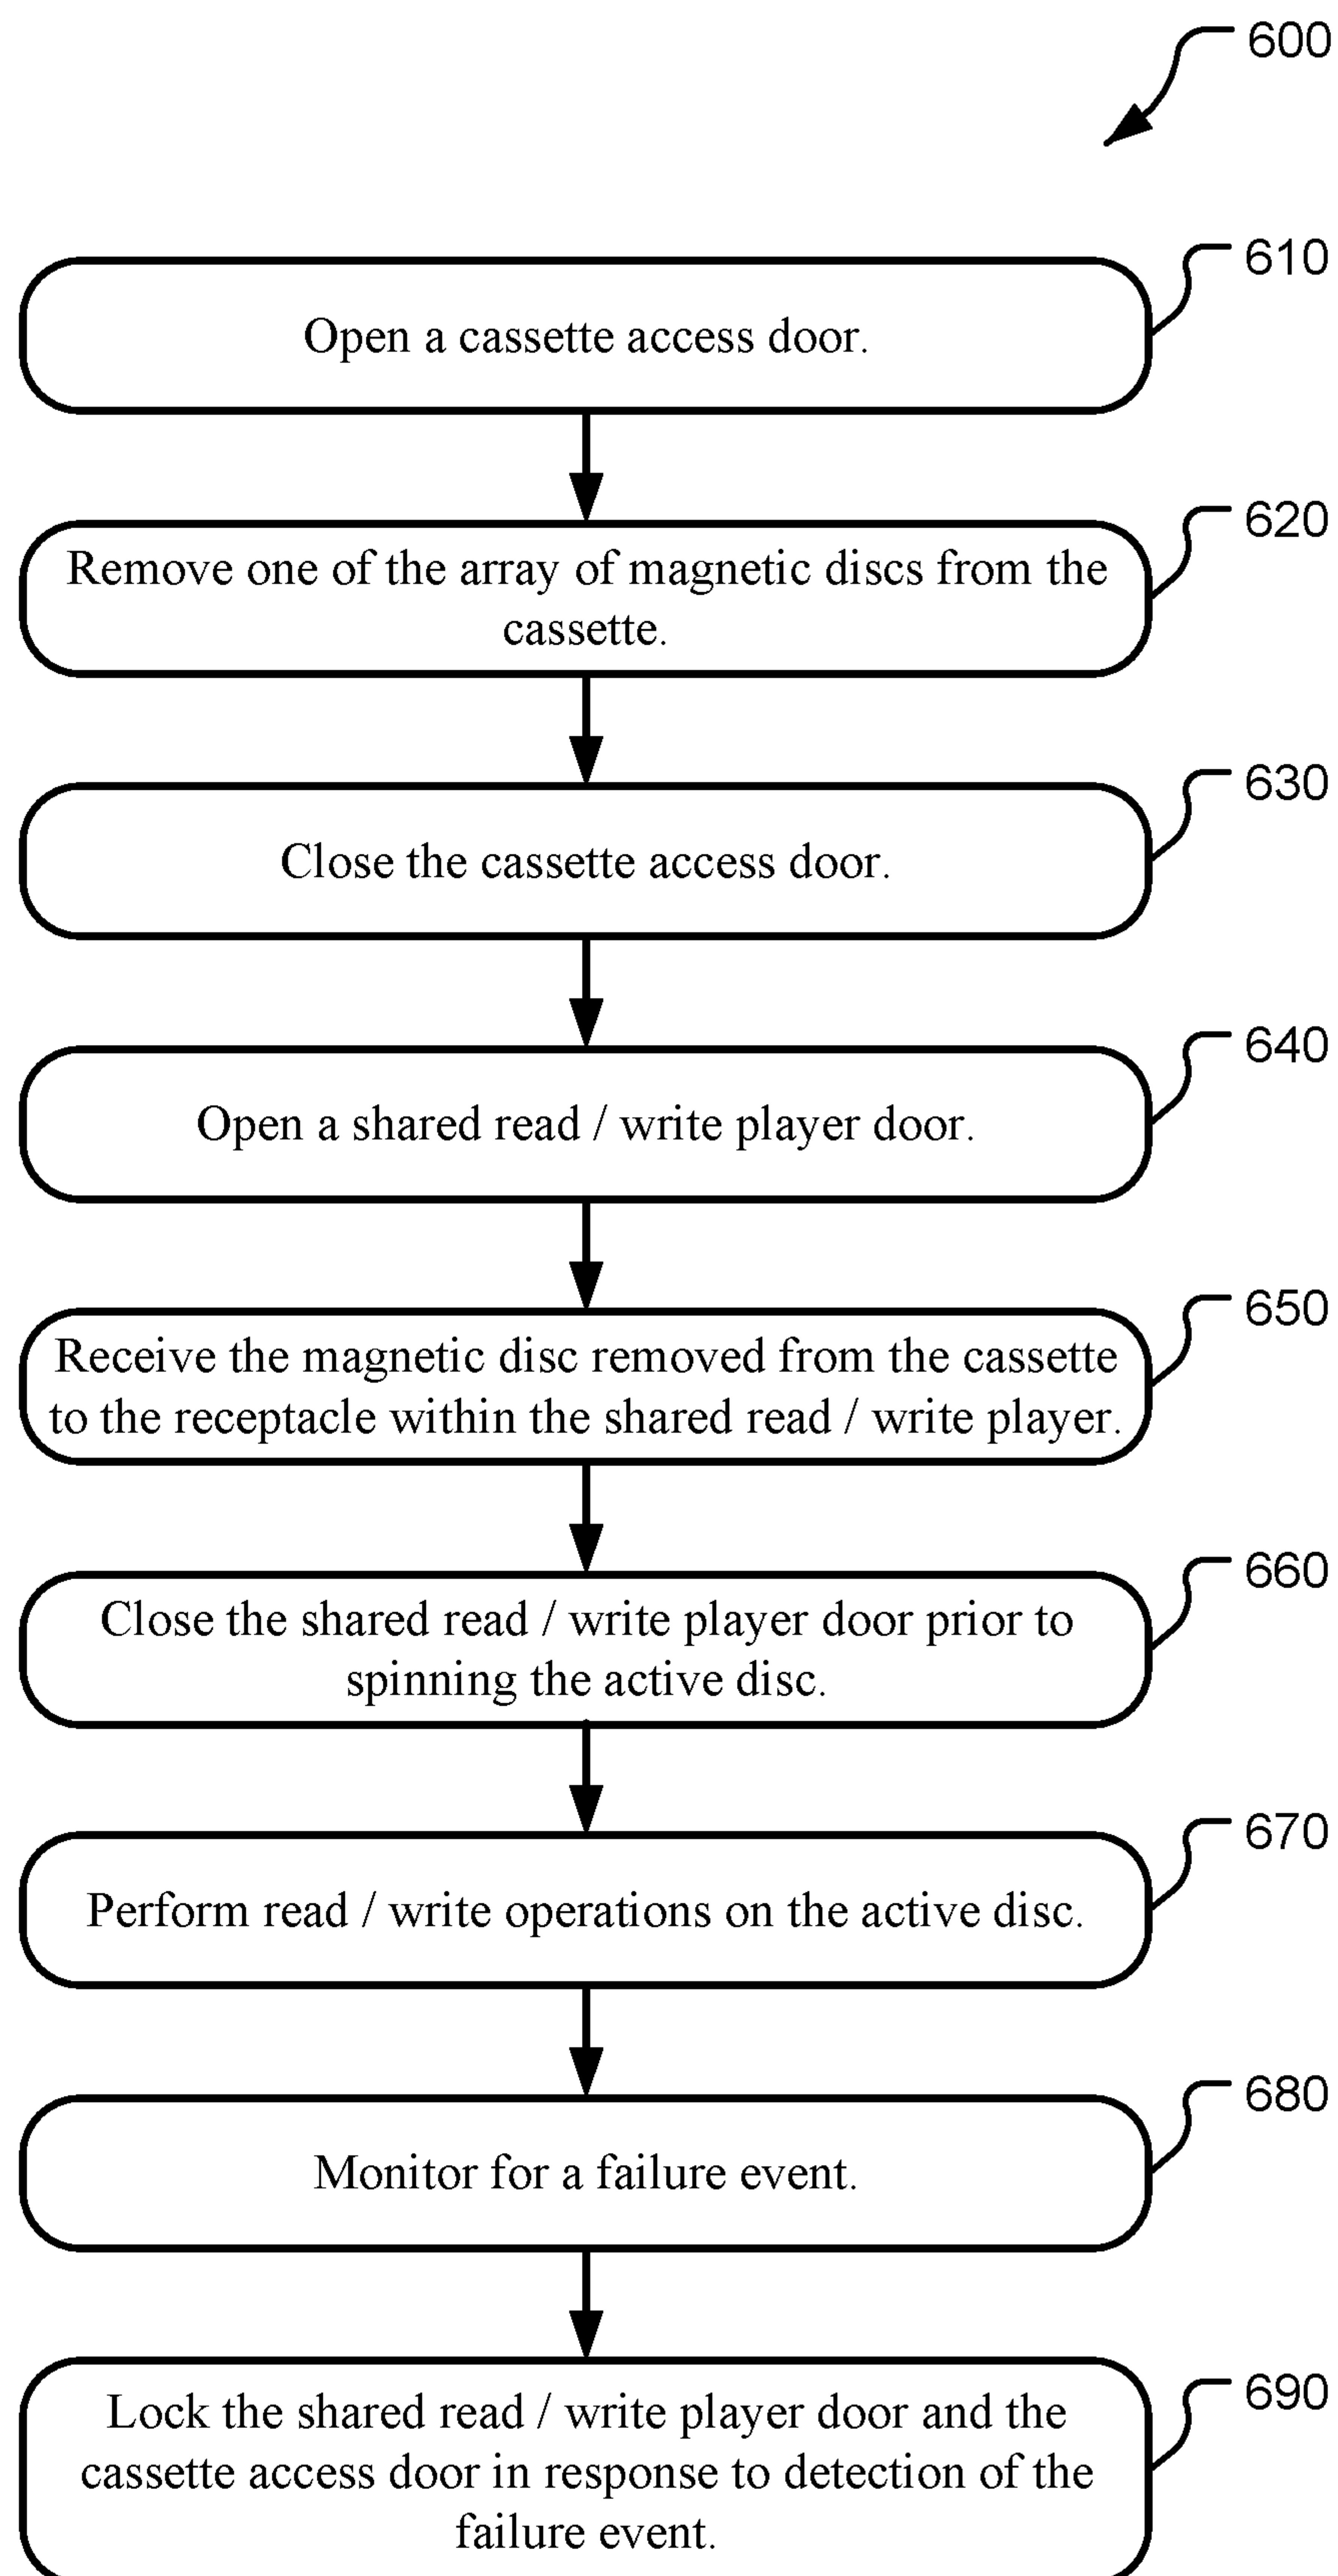 600
610
Open a cassette access door.
620
Remove one of the array of magnetic discs from the
cassette.
630
Close the cassette access door.
640
Open a shared read / write player door.
650
Receive the magnetic disc removed from the cassette
to the receptacle within the shared read / write player.
660
Close the shared read / write player door prior to
spinning the active disc.
670
Perform read / write operations on the active disc.
680
Monitor for a failure event.
690
Lock the shared read / write player door and the
cassette access door in response to detection of the
failure event.